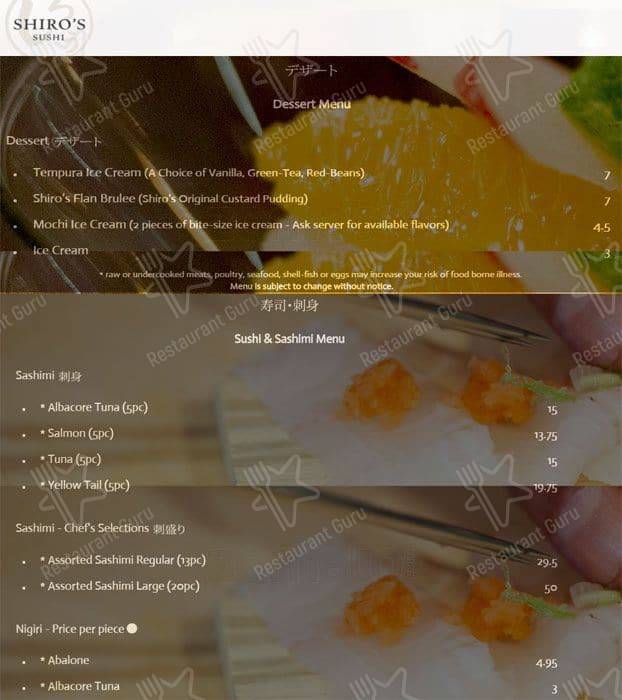 SHIRO'S
SUSHI
デザート
Dessert Menu
Dessert デザート
Tempura Ice Cream (A Choice of Vanilla, Green-Tea, Red-Beans) 7
Shiro's Flan Brulee (Shiro's Original Custard Pudding) 7
Mochi Ice Cream (2 pieces of bite-size ice cream - Ask server for available flavors) 4.5
Ice Cream 3
* raw or undercooked meats, poultry, seafood, shell-fish or eggs may increase your risk of food borne illness.
Menu is subject to change without notice.
寿司・刺身
Sushi & Sashimi Menu
Sashimi 刺身
* Albacore Tuna (5pc) 15
* Salmon (5pc) 13.75
* Tuna (5pc) 15
* Yellow Tail (5pc) 19.75
Sashimi - Chef's Selections 刺盛り
* Assorted Sashimi Regular (13pc) 29.5
* Assorted Sashimi Large (20pc) 50
Nigiri - Price per piece
* Abalone 4.95
* Albacore Tuna 3
Restaurant Guru